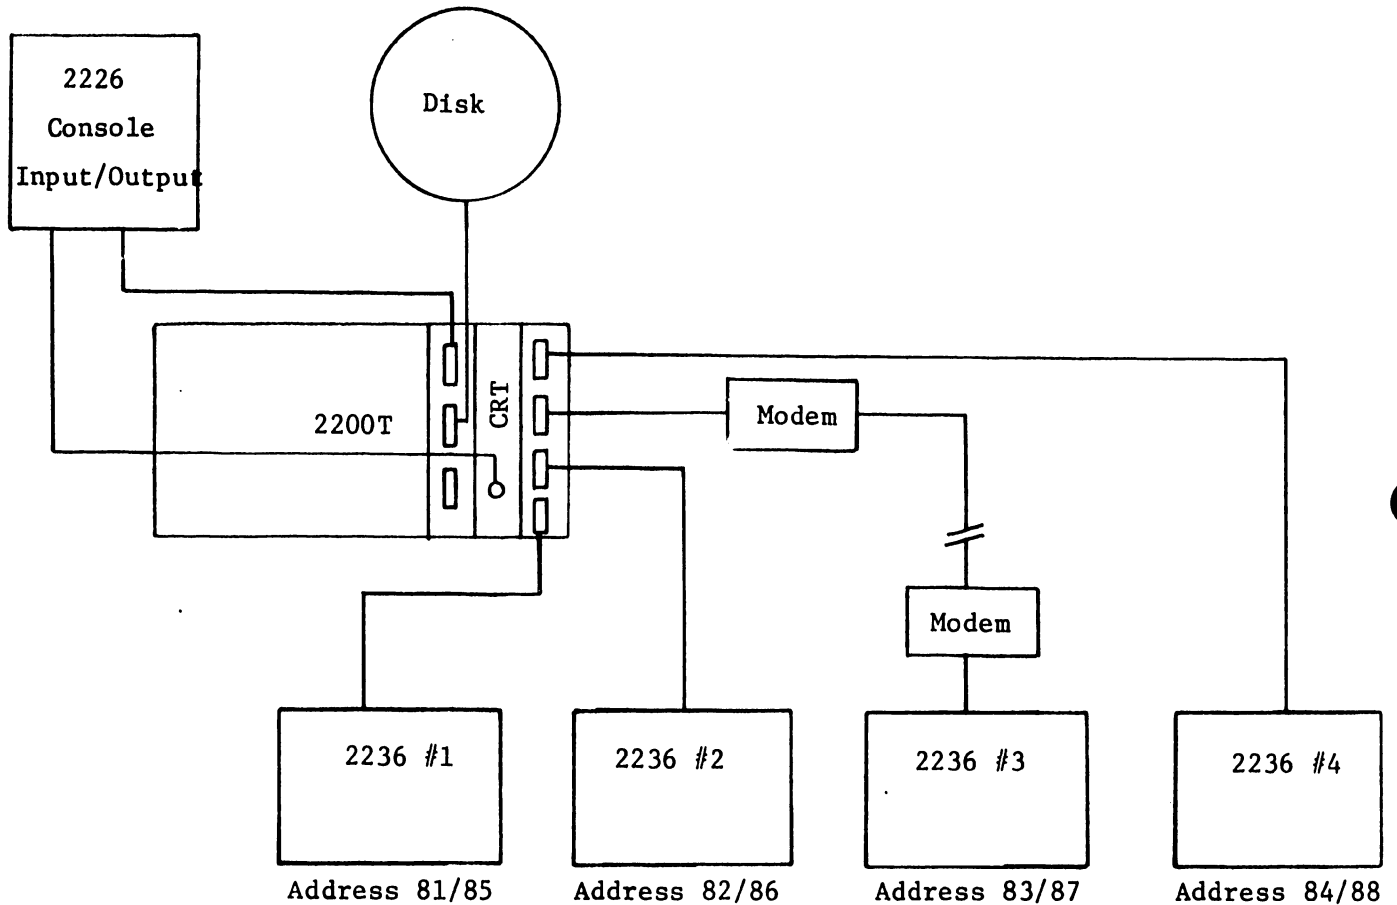 2226
Console
Input/Output
Disk
2200T
CRT
Modem
Modem
2236 #1
2236 #2
2236 #3
2236 #4
Address 81/85
Address 82/86
Address 83/87
Address 84/88